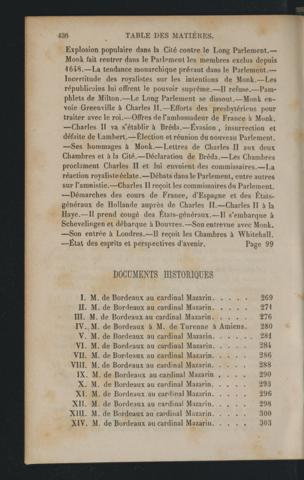 436 TABLE DES MATIÈRES.
Explosion populaire dans la Cité contre le Long Parlement.—
Monk fait rentrer dans le Parlement les membres exclus depuis
1648.—La tendance monarchique prévaut dans le Parlement.—
Incertitude des royalistes sur les intentions de Monk.—Les
républicains lui offrent le pouvoir suprême.—Il refuse.—Pam-
phlets de Milton.—Le Long Parlement se dissout.—Monk en-
voie Greenville à Charles II.—Efforts des presbytériens pour
traiter avec le roi.—Offres de l'ambassadeur de France à Monk.
—Charles II va s'établir à Bréda.—Évasion, insurrection et
défaite de Lambert.—Élection et réunion du nouveau Parlement.
—Ses hommages à Monk.—Lettres de Charles II aux deux
Chambres et à la Cité.—Déclaration de Bréda.—Les Chambres
proclament Charles II et lui envoient des commissaires.—La
réaction royaliste éclate.—Débats dans le Parlement, entre autres
sur l'amnistie.—Charles II reçoit les commissaires du Parlement.
—Démarches des cours de France, d'Espagne et des États-
généraux de Hollande auprès de Charles II.—Charles II à la
Haye.—Il prend congé des États-généraux.—Il s'embarque à
Schevelingen et débarque à Douvres.—Son entrevue avec Monk.
—Son entrée à Londres.—Il reçoit les Chambres à Whitehall.
—État des esprits et perspectives d'avenir. Page 99
DOCUMENTS HISTORIQUES
I. M. de Bordeaux au cardinal Mazarin. . . . . 269
II. M. de Bordeaux au cardinal Mazarin. . . . . 274
III. M. de Bordeaux au cardinal Mazarin. . . . . 276
IV. M. de Bordeaux à M. de Turenne à Amiens. 280
V. M. de Bordeaux au cardinal Mazarin. . . . . 281
VI. M. de Bordeaux au cardinal Mazarin. . . . . 284
VII. M. de Bordeaux au cardinal Mazarin. . . . . 286
VIII. M. de Bordeaux au cardinal Mazarin. . . . . 288
IX. M. de Bordeaux au cardinal Mazarin . . . . 290
X. M. de Bordeaux au cardinal Mazarin. . . . . 293
XI. M. de Bordeaux au cardinal Mazarin. . . . . 296
XII. M. de Bordeaux au cardinal Mazarin. . . . . 298
XIII. M. de Bordeaux au cardinal Mazarin. . . . . 300
XIV. M. de Bordeaux au cardinal Mazarin. . . . . 303